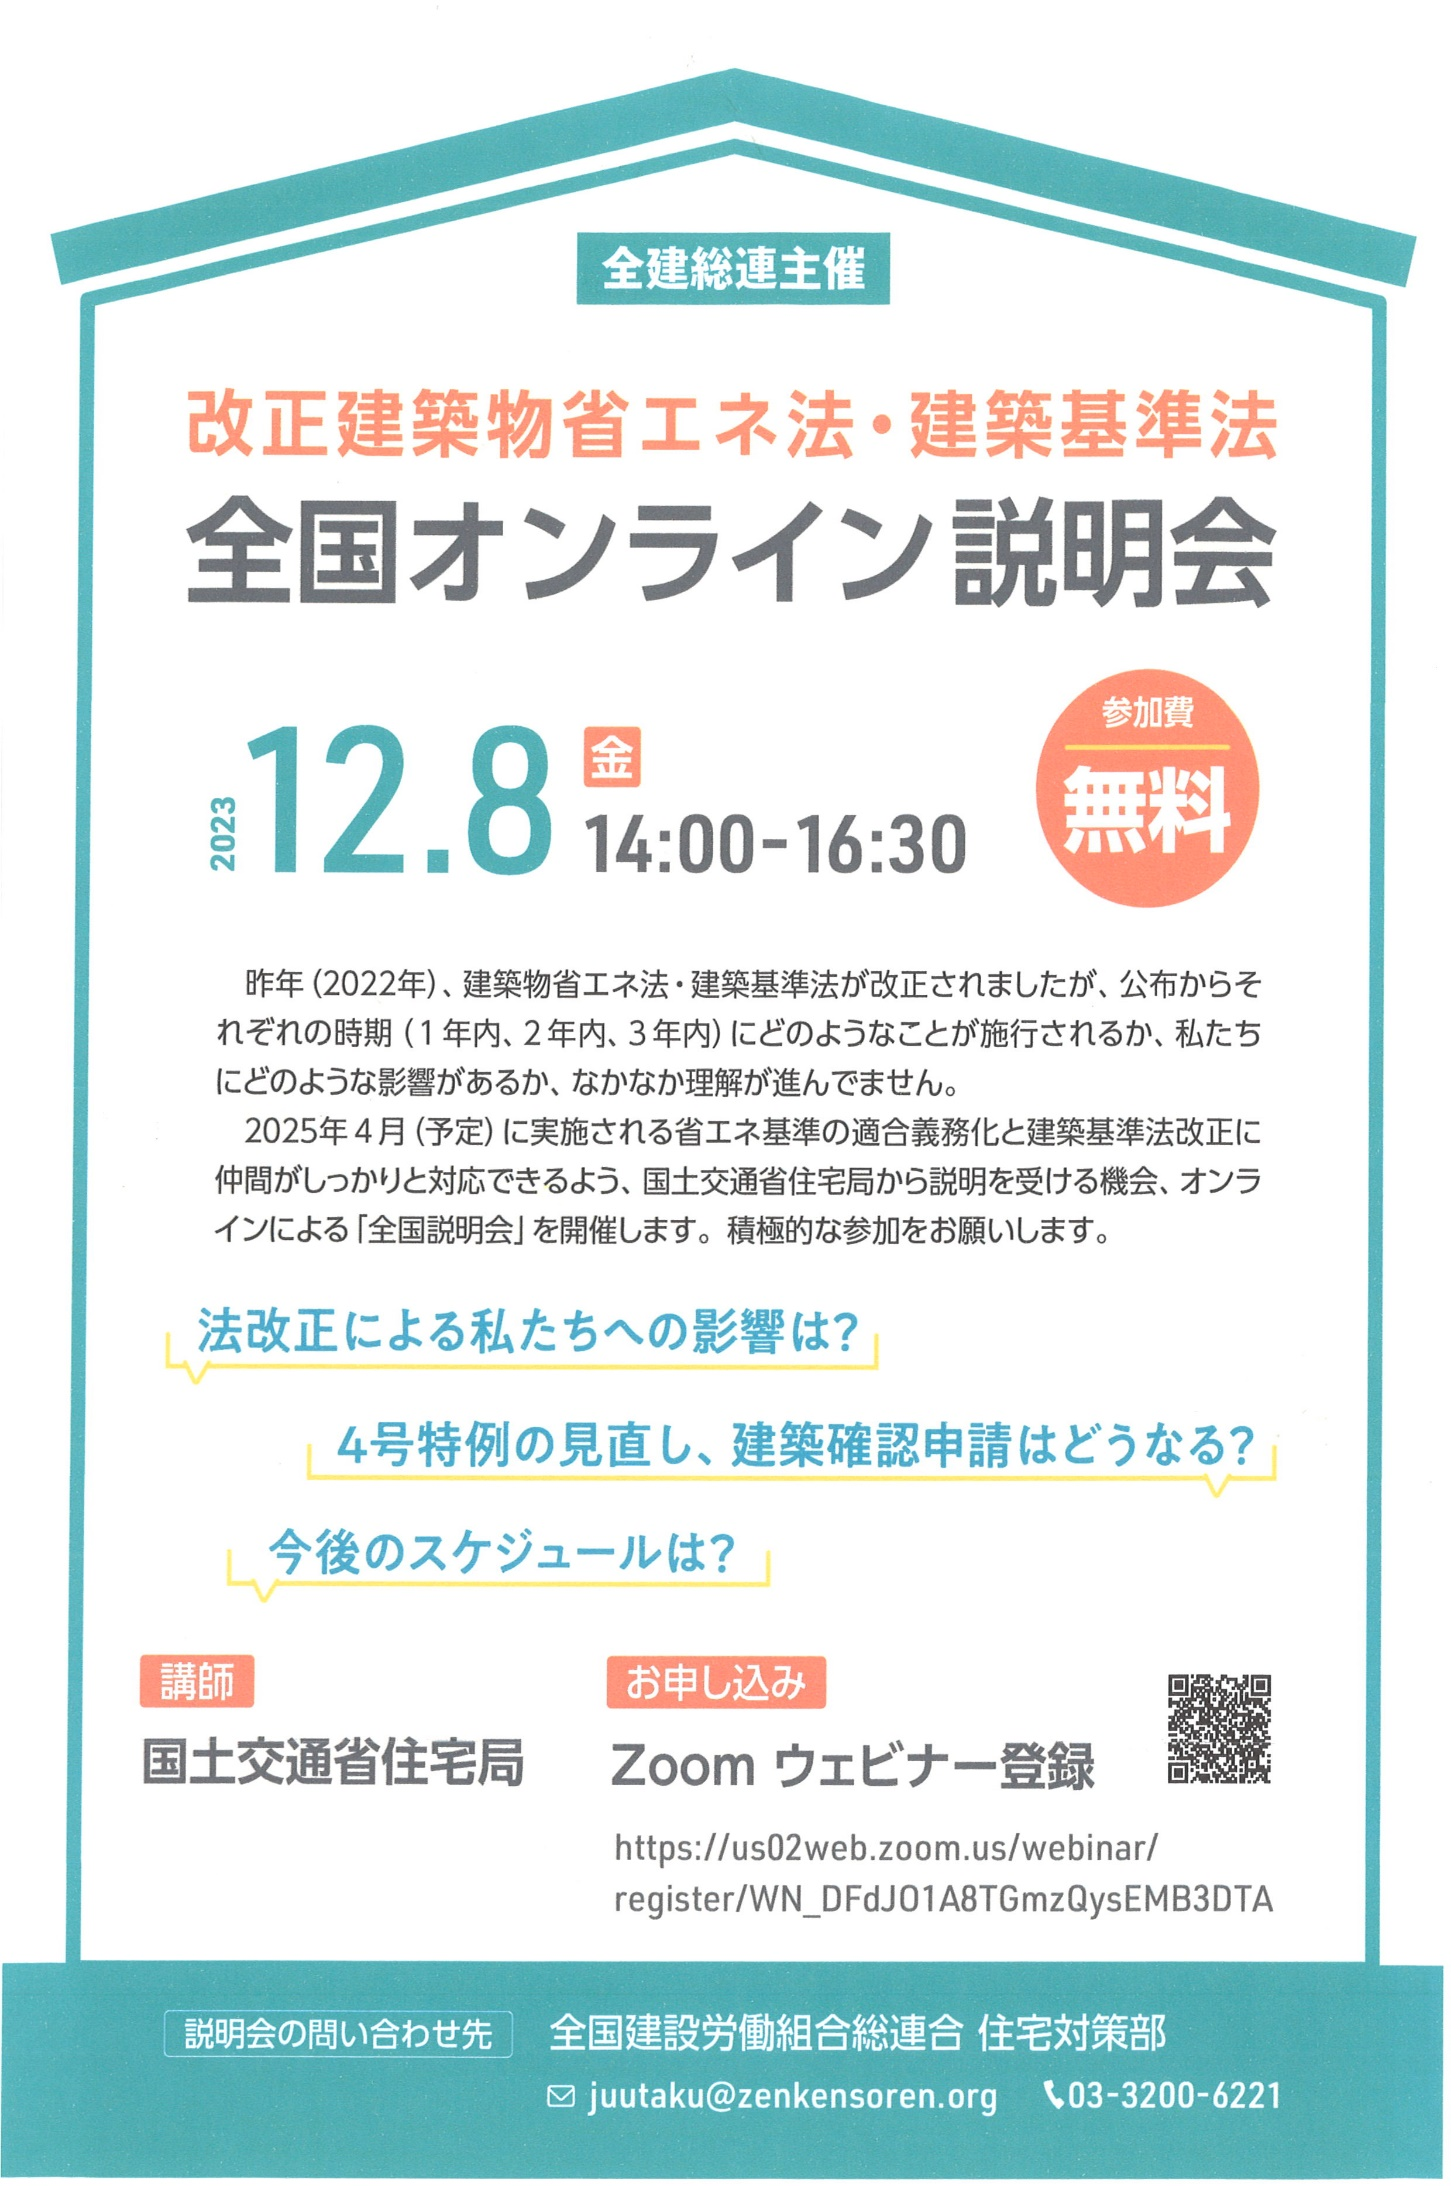 全建総連主催
改正建築物省エネ法・建築基準法
全国オンライン説明会
2023
12.8
金
14:00-16:30
参加費
無料
昨年（2022年）、建築物省エネ法・建築基準法が改正されましたが、公布からそ
れぞれの時期（１年内、２年内、３年内）にどのようなことが施行されるか、私たち
にどのような影響があるか、なかなか理解が進んでません。
2025年４月（予定）に実施される省エネ基準の適合義務化と建築基準法改正に
仲間がしっかりと対応できるよう、国土交通省住宅局から説明を受ける機会、オンラ
インによる「全国説明会」を開催します。積極的な参加をお願いします。
法改正による私たちへの影響は？
4号特例の見直し、建築確認申請はどうなる？
今後のスケジュールは？
講師
国土交通省住宅局
お申し込み
Zoom ウェビナー登録
https://us02web.zoom.us/webinar/
register/WN_DFdJO1A8TGmzQysEMB3DTA
説明会の問い合わせ先
全国建設労働組合総連合 住宅対策部
juutaku@zenkensoren.org
03-3200-6221